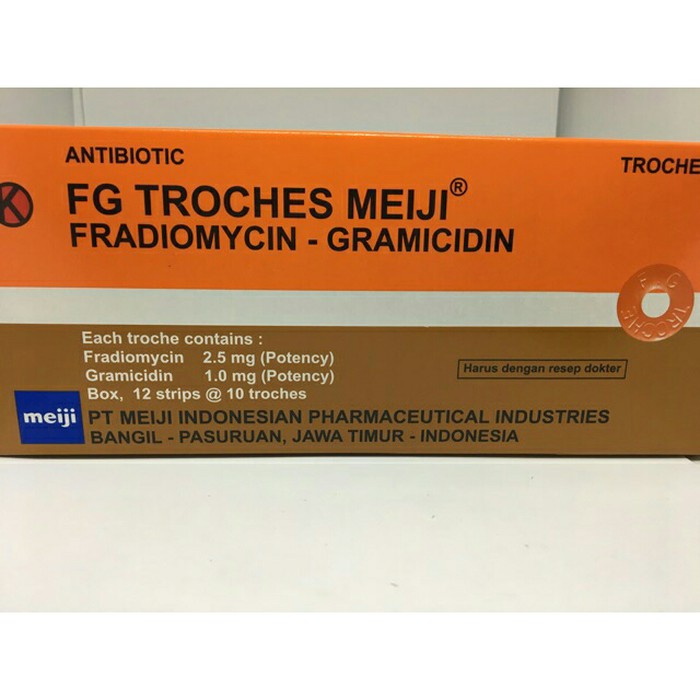 ANTIBIOTIC
TROCHE
K
FG TROCHES MEIJI®
FRADIOMYCIN - GRAMICIDIN
FG TROCHES
Each troche contains :
Fradiomycin 2.5 mg (Potency)
Gramicidin 1.0 mg (Potency)
Box, 12 strips @ 10 troches
Harus dengan resep dokter
meiji
PT MEIJI INDONESIAN PHARMACEUTICAL INDUSTRIES
BANGIL - PASURUAN, JAWA TIMUR - INDONESIA